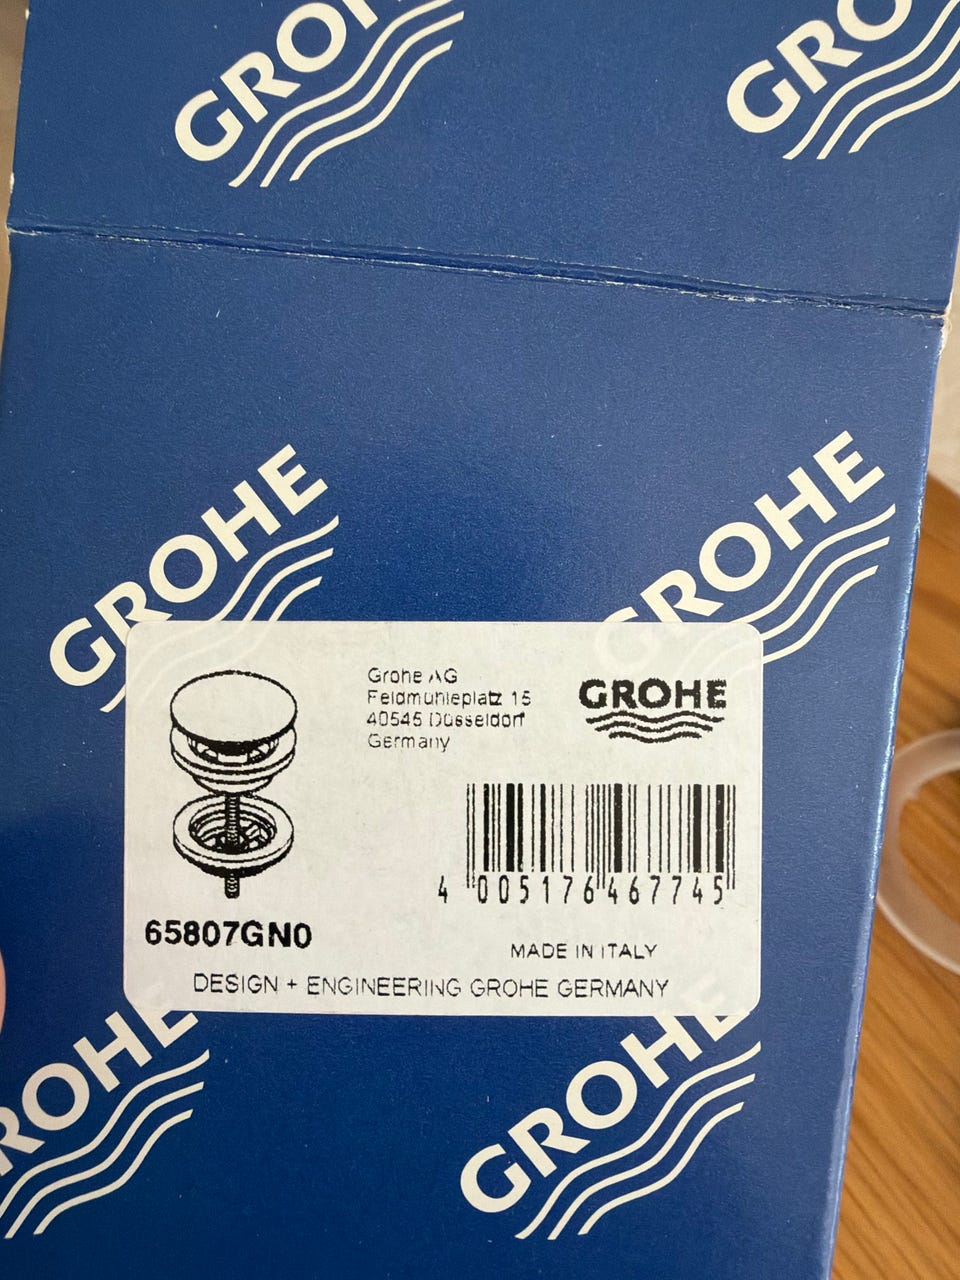 GROHE
GROHE
GROHE
GROHE
Grohe AG
Feldmühleplatz 15
40545 Düsseldorf
Germany
GROHE
4 005176 467745
65807GN0
MADE IN ITALY
DESIGN + ENGINEERING GROHE GERMANY
GROHE
GROHE